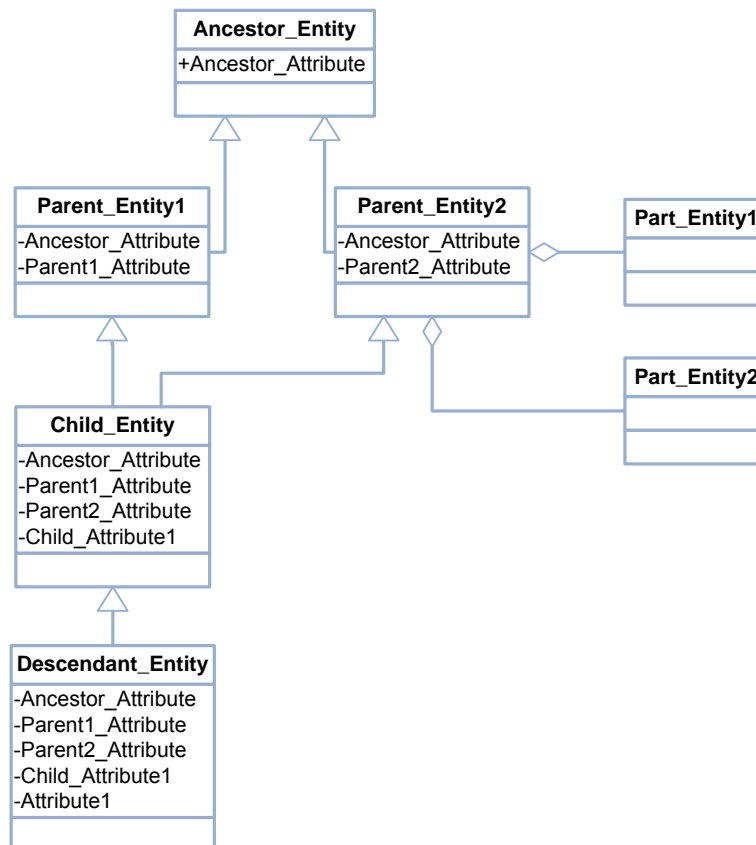 Ancestor_Entity
+Ancestor_Attribute
Parent_Entity1
-Ancestor_Attribute
-Parent1_Attribute
Parent_Entity2
-Ancestor_Attribute
-Parent2_Attribute
Part_Entity1
Part_Entity2
Child_Entity
-Ancestor_Attribute
-Parent1_Attribute
-Parent2_Attribute
-Child_Attribute1
Descendant_Entity
-Ancestor_Attribute
-Parent1_Attribute
-Parent2_Attribute
-Child_Attribute1
-Attribute1